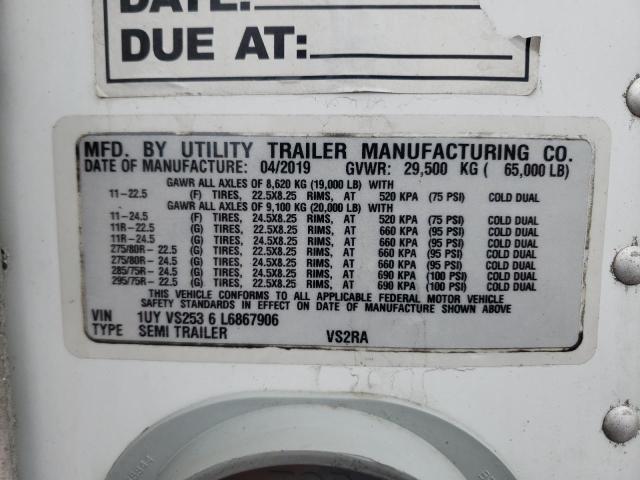 DATE:
DUE AT:
MFD. BY UTILITY TRAILER MANUFACTURING CO.
DATE OF MANUFACTURE: 04/2019 GVWR: 29,500 KG ( 65,000 LB)
GAWR ALL AXLES OF 8,620 KG (19,000 LB) WITH
11-22.5 (F) TIRES, 22.5X8.25 RIMS, AT 520 KPA (75 PSI) COLD DUAL
GAWR ALL AXLES OF 9,100 KG (20,000 LB) WITH
11-24.5 (F) TIRES, 24.5X8.25 RIMS, AT 520 KPA (75 PSI) COLD DUAL
11R-22.5 (G) TIRES, 22.5X8.25 RIMS, AT 660 KPA (95 PSI) COLD DUAL
11R-24.5 (G) TIRES, 24.5X8.25 RIMS, AT 660 KPA (95 PSI) COLD DUAL
275/80R-22.5 (G) TIRES, 22.5X8.25 RIMS, AT 660 KPA (95 PSI) COLD DUAL
275/80R-24.5 (G) TIRES, 24.5X8.25 RIMS, AT 660 KPA (95 PSI) COLD DUAL
285/75R-24.5 (G) TIRES, 24.5X8.25 RIMS, AT 690 KPA (100 PSI) COLD DUAL
295/75R-22.5 (G) TIRES, 22.5X8.25 RIMS, AT 690 KPA (100 PSI) COLD DUAL
THIS VEHICLE CONFORMS TO ALL APPLICABLE FEDERAL MOTOR VEHICLE
SAFETY STANDARDS IN EFFECT ON DATE OF MANUFACTURE SHOWN ABOVE
VIN 1UY VS253 6 L6867906
TYPE SEMI TRAILER VS2RA